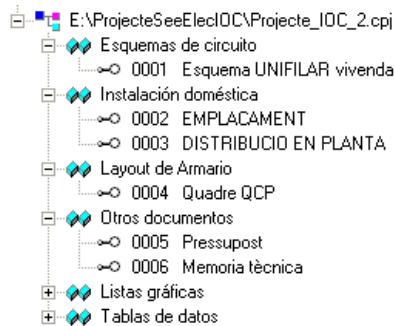 E:\ProjecteSeeElecIOC\Projecte_IOC_2.cpj
Esquemas de circuito
0001 Esquema UNIFILAR vivenda
Instalación doméstica
0002 EMPLACAMENT
0003 DISTRIBUCIO EN PLANTA
Layout de Armario
0004 Quadre QCP
Otros documentos
0005 Pressupost
0006 Memoria tècnica
Listas gráficas
Tablas de datos